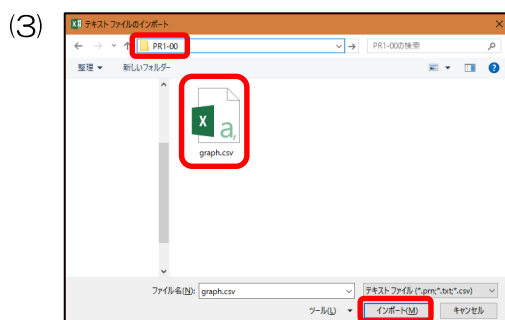 (3)
テキスト ファイルのインポート
PR1-00
PR1-00の検索
整理 新しいフォルダー
X a,
graph.csv
ファイル名(N): graph.csv テキスト ファイル (*.prn;*.txt;*.csv)
ツール(L) インポート(M) キャンセル